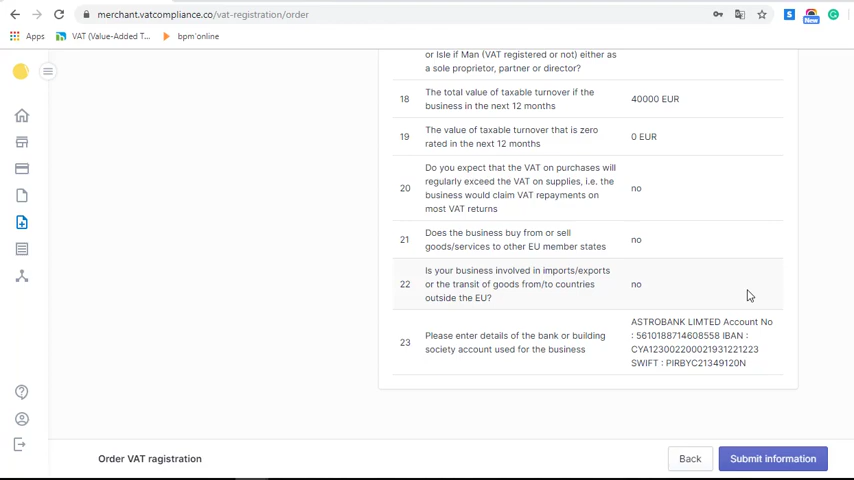 merchant.vatcompliance.co/vat-registration/order
New
Apps
VAT (Value-Added T...
bpm'online
or Isle if Man (VAT registered or not) either as
a sole proprietor, partner or director?
18
The total value of taxable turnover if the
business in the next 12 months
40000 EUR
19
The value of taxable turnover that is zero
rated in the next 12 months
0 EUR
20
Do you expect that the VAT on purchases will
regularly exceed the VAT on supplies, i.e. the
business would claim VAT repayments on
most VAT returns
no
21
Does the business buy from or sell
goods/services to other EU member states
no
22
Is your business involved in imports/exports
or the transit of goods from/to countries
outside the EU?
no
23
Please enter details of the bank or building
society account used for the business
ASTROBANK LIMTED Account No
: 5610188714608558 IBAN :
CYA123002200021931221223
SWIFT : PIRBYC21349120N
Order VAT ragistration
Back
Submit information